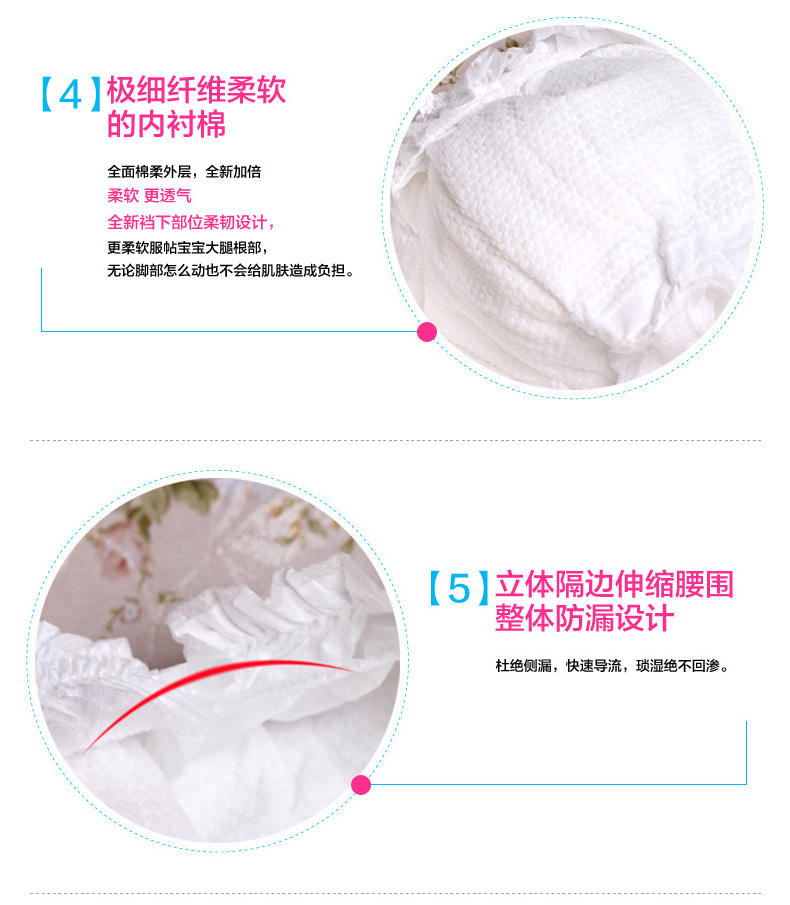 【4】极细纤维柔软
的内衬棉
全面棉柔外层，全新加倍
柔软 更透气
全新裆下部位柔韧设计，
更柔软服帖宝宝大腿根部，
无论脚部怎么动也不会给肌肤造成负担。
【5】立体隔边伸缩腰围
整体防漏设计
杜绝侧漏，快速导流，琐湿绝不回渗。